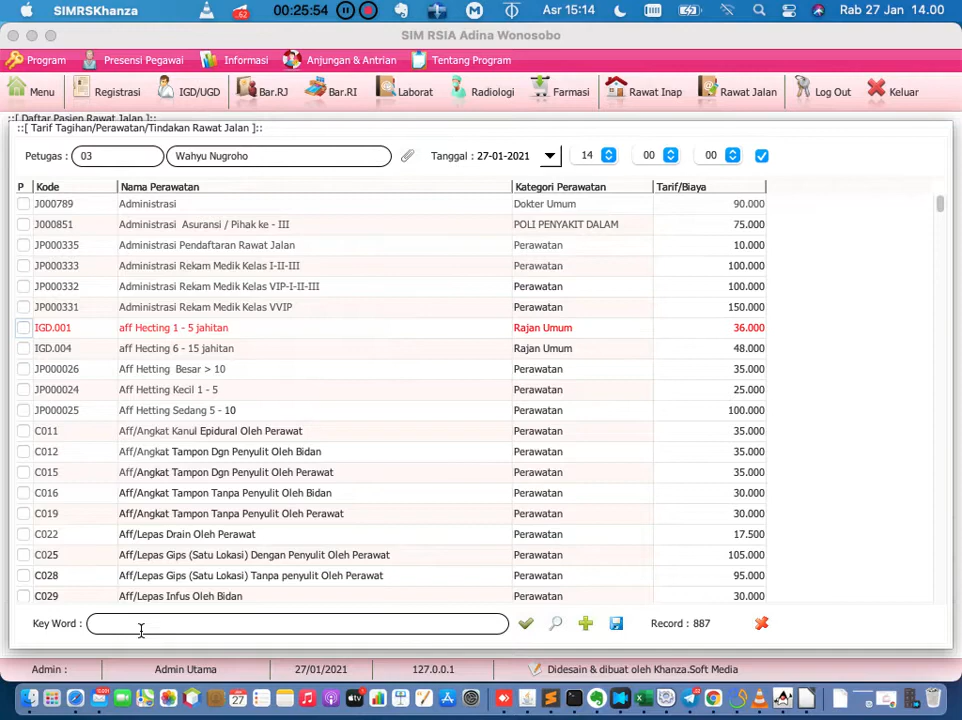 SIMRSKhanza 62 00:25:54 Asr 15:14 Rab 27 Jan 14.00
SIM RSIA Adina Wonosobo
Program Presensi Pegawai Informasi Anjungan & Antrian Tentang Program
Menu Registrasi IGD/UGD Bar.RJ Bar.RI Laborat Radiologi Farmasi Rawat Inap Rawat Jalan Log Out Keluar
::[ Daftar Pasien Rawat Jalan ]::
::[ Tarif Tagihan/Perawatan/Tindakan Rawat Jalan ]::
Petugas : 03 Wahyu Nugroho Tanggal : 27-01-2021 14 00 00
P Kode Nama Perawatan Kategori Perawatan Tarif/Biaya
J000789 Administrasi Dokter Umum 90.000
J000851 Administrasi Asuransi / Pihak ke - III POLI PENYAKIT DALAM 75.000
JP000335 Administrasi Pendaftaran Rawat Jalan Perawatan 10.000
JP000333 Administrasi Rekam Medik Kelas I-II-III Perawatan 100.000
JP000332 Administrasi Rekam Medik Kelas VIP-I-II-III Perawatan 100.000
JP000331 Administrasi Rekam Medik Kelas VVIP Perawatan 150.000
IGD.001 aff Hecting 1 - 5 jahitan Rajan Umum 36.000
IGD.004 aff Hecting 6 - 15 jahitan Rajan Umum 48.000
JP000026 Aff Hetting Besar > 10 Perawatan 35.000
JP000024 Aff Hetting Kecil 1 - 5 Perawatan 25.000
JP000025 Aff Hetting Sedang 5 - 10 Perawatan 100.000
C011 Aff/Angkat Kanul Epidural Oleh Perawat Perawatan 35.000
C012 Aff/Angkat Tampon Dgn Penyulit Oleh Bidan Perawatan 35.000
C015 Aff/Angkat Tampon Dgn Penyulit Oleh Perawat Perawatan 35.000
C016 Aff/Angkat Tampon Tanpa Penyulit Oleh Bidan Perawatan 30.000
C019 Aff/Angkat Tampon Tanpa Penyulit Oleh Perawat Perawatan 30.000
C022 Aff/Lepas Drain Oleh Perawat Perawatan 17.500
C025 Aff/Lepas Gips (Satu Lokasi) Dengan Penyulit Oleh Perawat Perawatan 105.000
C028 Aff/Lepas Gips (Satu Lokasi) Tanpa penyulit Oleh Perawat Perawatan 95.000
C029 Aff/Lepas Infus Oleh Bidan Perawatan 30.000
Key Word : Record : 887
Admin : Admin Utama 27/01/2021 127.0.0.1 Didesain & dibuat oleh Khanza.Soft Media